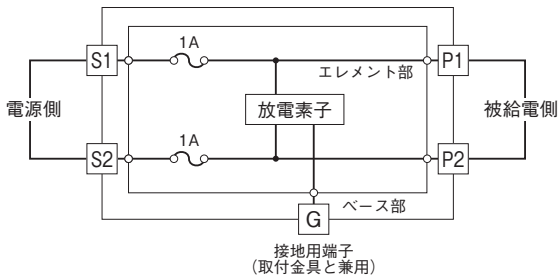 1A
S1
P1
エレメント部
電源側
放電素子
被給電側
1A
S2
P2
ベース部
G
接地用端子
（取付金具と兼用）